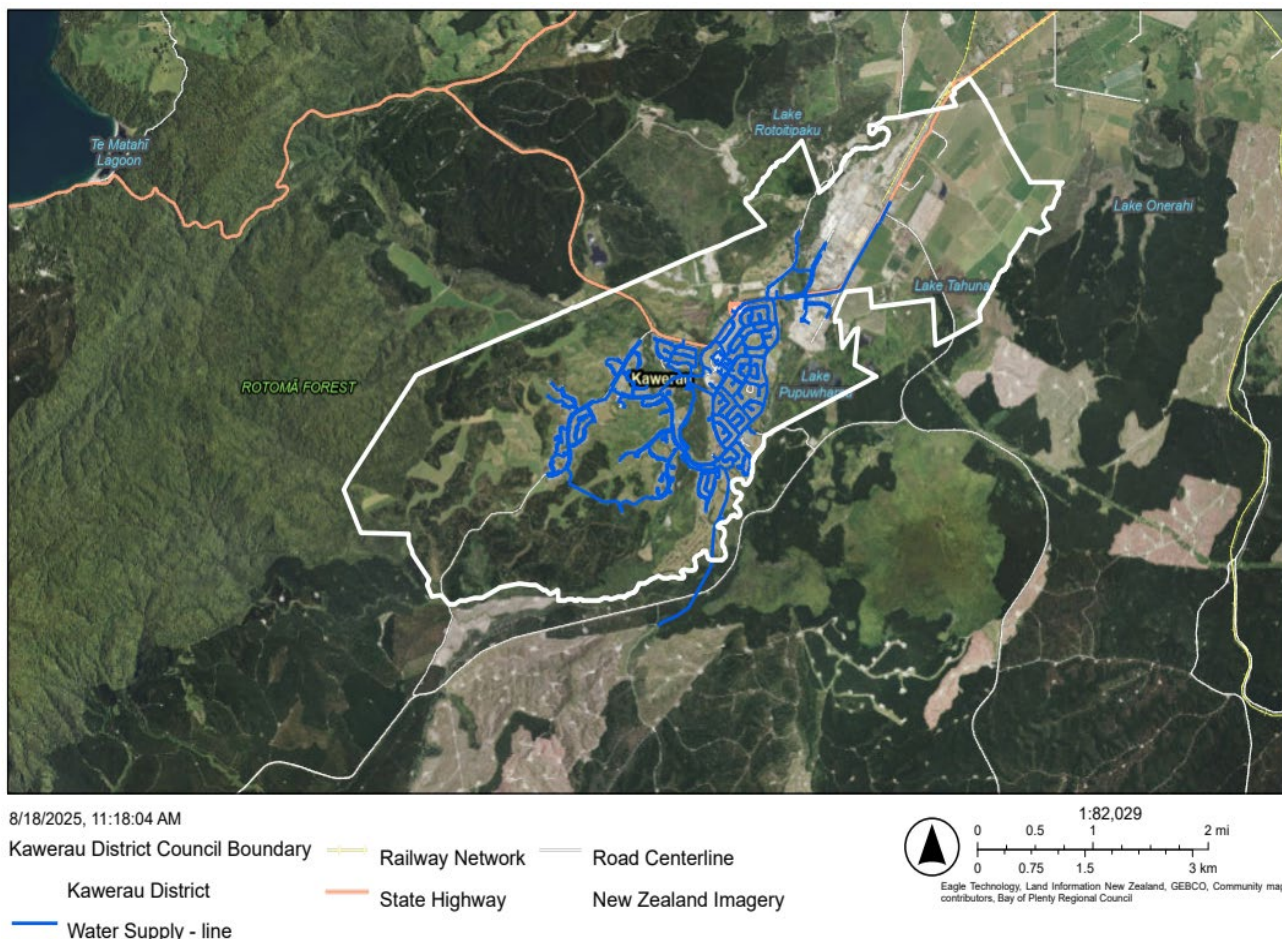 Lake
Rotoitipaku
Te Matahī
Lagoon
Lake Onerahi
Lake Tahuna
ROTOMĀ FOREST
Kawerau
Lake
8/18/2025, 11:18:04 AM
Kawerau District Council Boundary
Kawerau District
Water Supply - line
Railway Network
State Highway
Road Centerline
New Zealand Imagery
1:82,029
0 0.5 1 2 mi
0 0.75 1.5 3 km
Eagle Technology, Land Information New Zealand, GEBCO, Community map
contributors, Bay of Plenty Regional Council